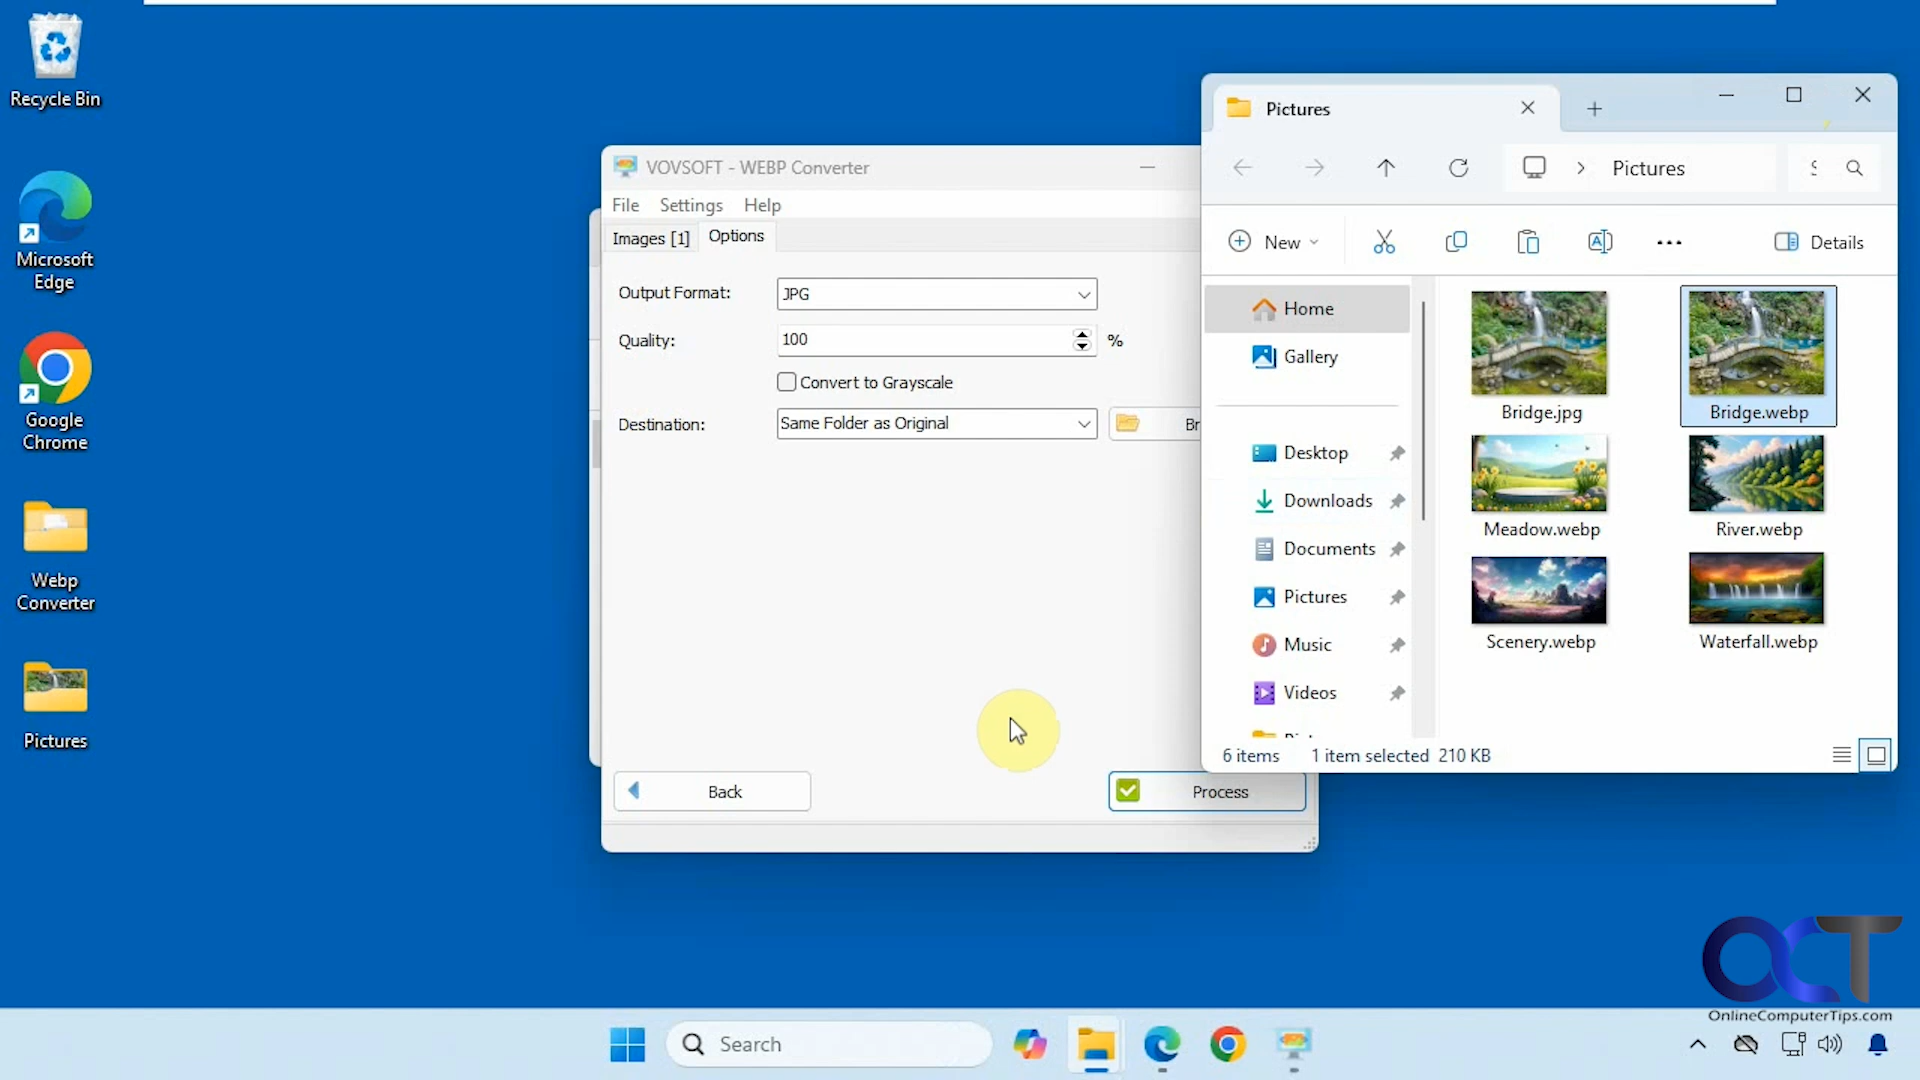 Recycle Bin
Microsoft
Edge
Google
Chrome
Webp
Converter
Pictures
VOVSOFT - WEBP Converter
File Settings Help
Images [1] Options
Output Format: JPG
Quality: 100 %
Convert to Grayscale
Destination: Same Folder as Original Br
Back Process
Pictures
Pictures
New Details
Home
Gallery
Desktop
Downloads
Documents
Pictures
Music
Videos
Bridge.jpg Bridge.webp
Meadow.webp River.webp
Scenery.webp Waterfall.webp
6 items 1 item selected 210 KB
OCT
OnlineComputerTips.com
Search